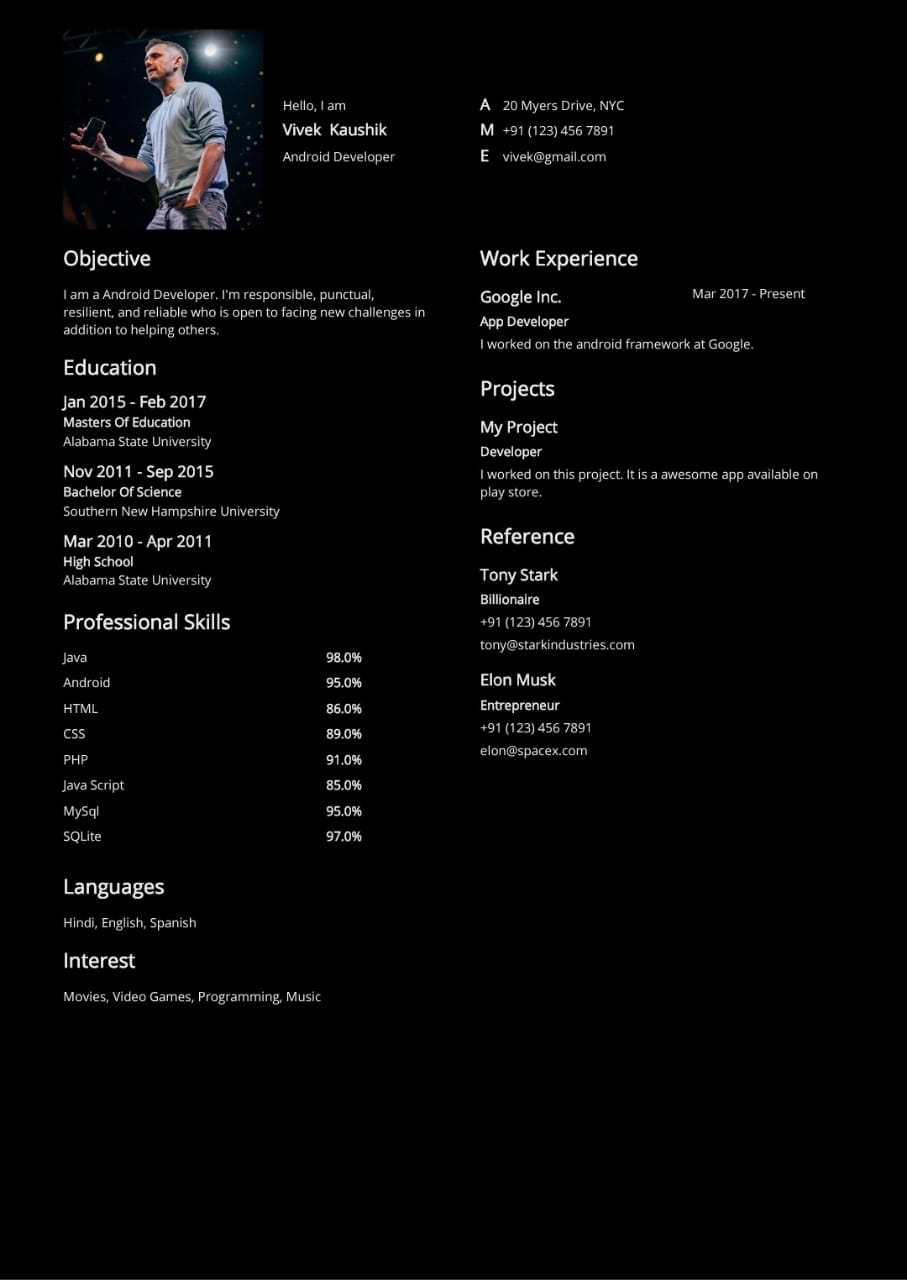 Hello, I am
Vivek  Kaushik
Android Developer
A 20 Myers Drive, NYC
M +91 (123) 456 7891
E vivek@gmail.com
Objective
I am a Android Developer. I'm responsible, punctual,
resilient, and reliable who is open to facing new challenges in
addition to helping others.
Education
Jan 2015 - Feb 2017
Masters Of Education
Alabama State University
Nov 2011 - Sep 2015
Bachelor Of Science
Southern New Hampshire University
Mar 2010 - Apr 2011
High School
Alabama State University
Professional Skills
Java 98.0%
Android 95.0%
HTML 86.0%
CSS 89.0%
PHP 91.0%
Java Script 85.0%
MySql 95.0%
SQLite 97.0%
Languages
Hindi, English, Spanish
Interest
Movies, Video Games, Programming, Music
Work Experience
Google Inc. Mar 2017 - Present
App Developer
I worked on the android framework at Google.
Projects
My Project
Developer
I worked on this project. It is a awesome app available on
play store.
Reference
Tony Stark
Billionaire
+91 (123) 456 7891
tony@starkindustries.com
Elon Musk
Entrepreneur
+91 (123) 456 7891
elon@spacex.com